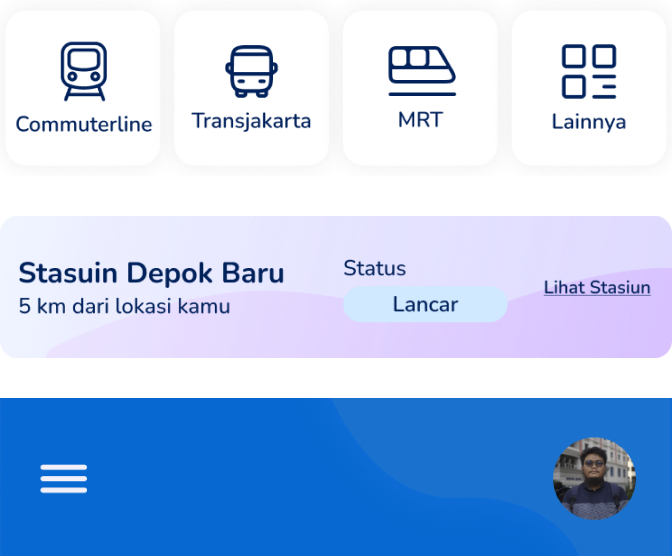 Commuterline
Transjakarta
MRT
Lainnya
Stasuin Depok Baru
5 km dari lokasi kamu
Status
Lancar
Lihat Stasiun